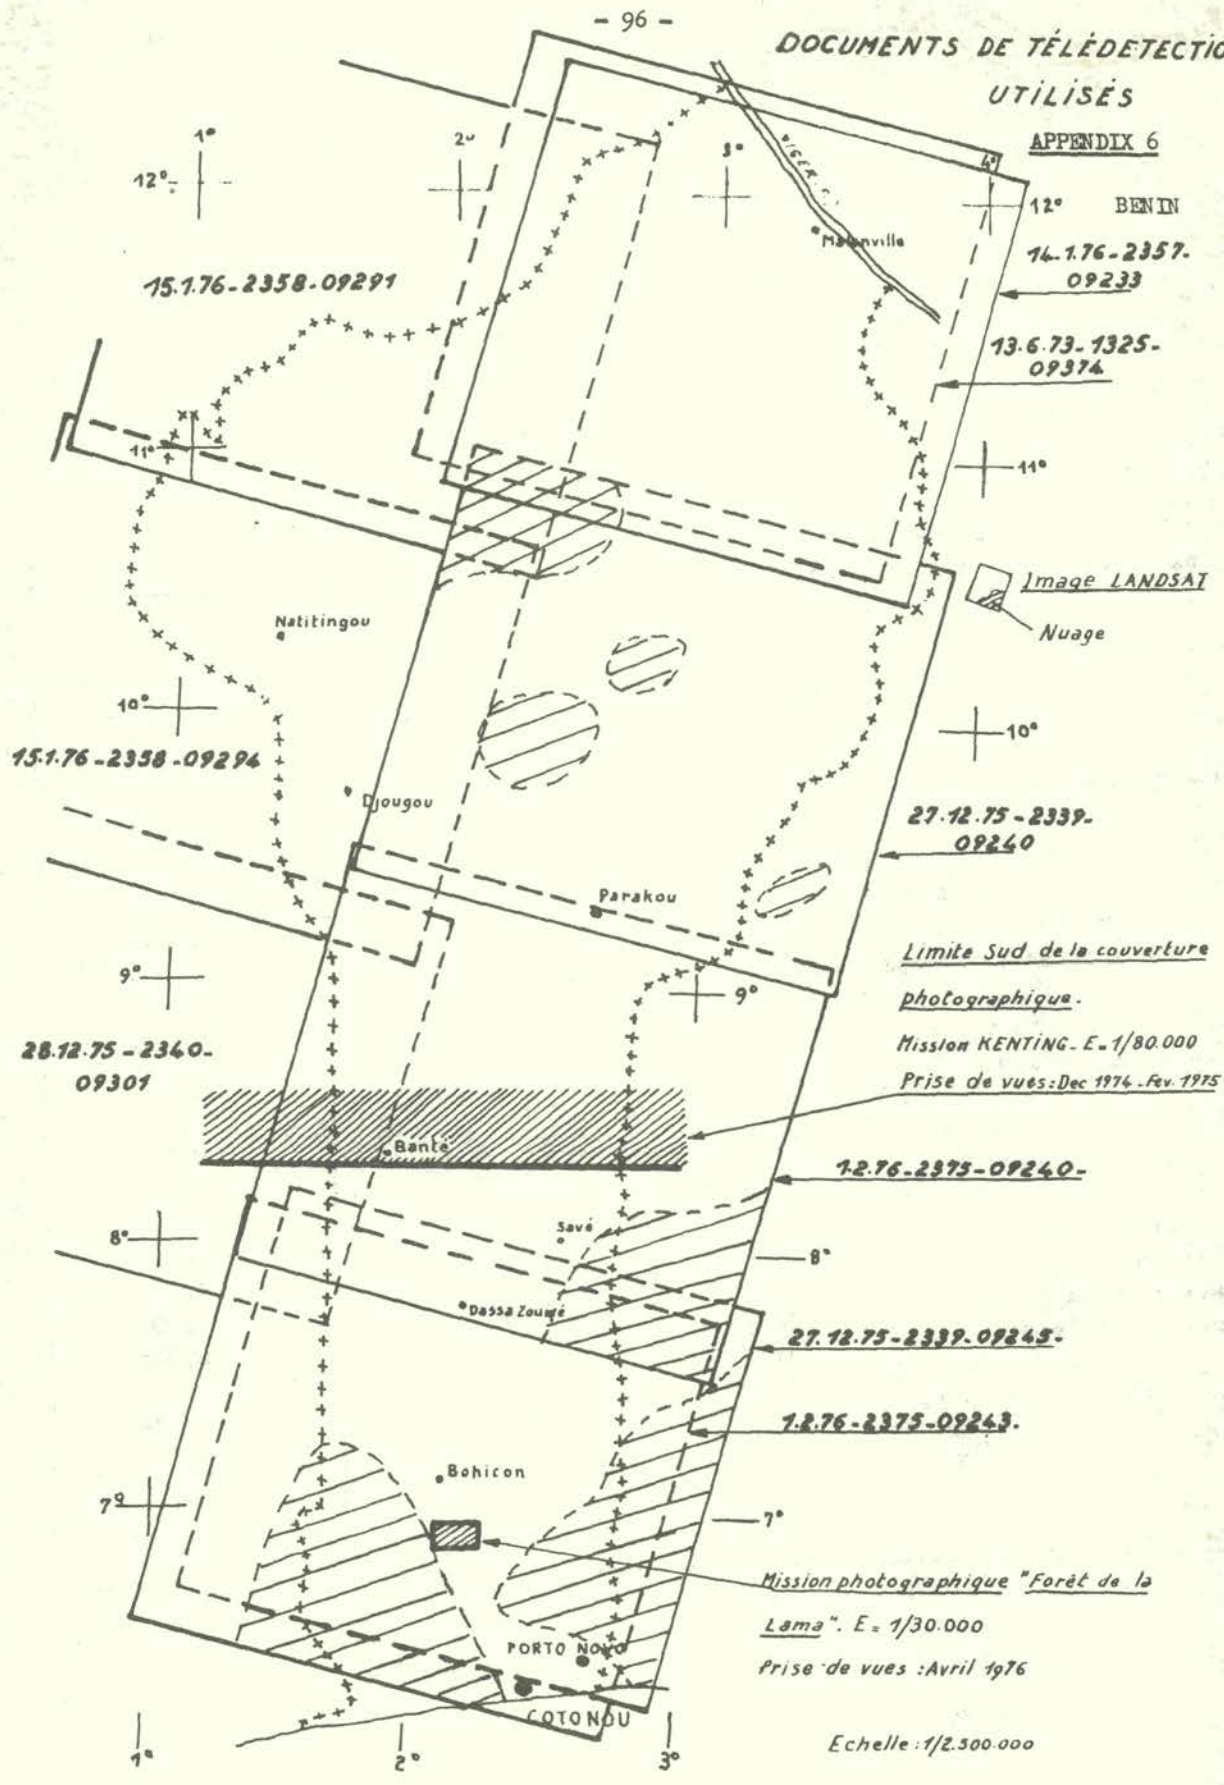 - 96 -
DOCUMENTS DE TÉLÉDETECTIO
UTILISÉS
APPENDIX 6
1°
2°
3°
4°
12°
12°
BENIN
NIGER
Malanville
14.1.76-2357-
09233
15.1.76-2358-09291
13.6.73-1325-
09374
11°
11°
Image LANDSAT
Nuage
Natitingou
10°
10°
15.1.76-2358-09294
Djougou
27.12.75-2339-
09240
Parakou
Limite Sud de la couverture
photographique.
9°
9°
Mission KENTING- E=1/80.000
28.12.75-2340-
09301
Prise de vues: Dec 1974-Fev. 1975
Banté
1.2.76-2375-09240-
Savé
8°
8°
Dassa Zoumé
27.12.75-2339-09245-
1.2.76-2375-09243.
Bohicon
7°
7°
Mission photographique "Forêt de la
Lama". E= 1/30.000
PORTO NOVO
Prise de vues :Avril 1976
COTONOU
Echelle: 1/2.500.000
1°
2°
3°